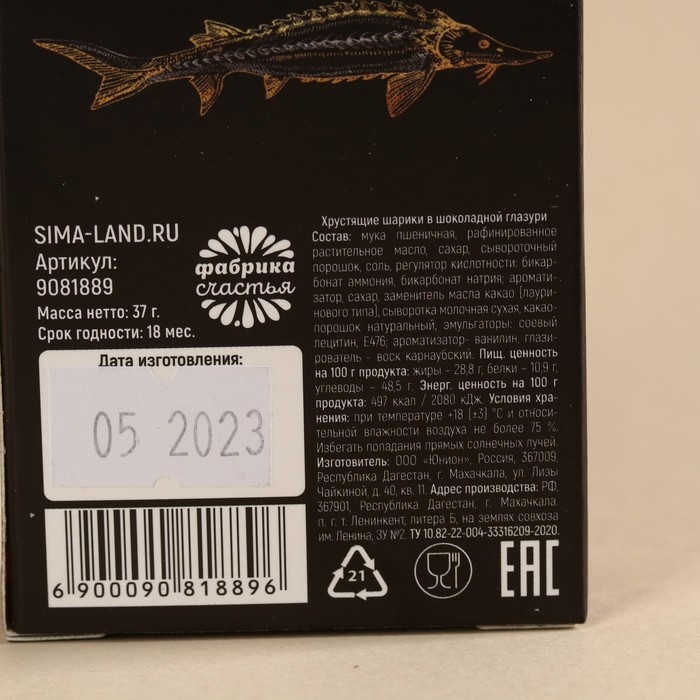 SIMA-LAND.RU
Артикул:
9081889
Масса нетто: 37 г.
Срок годности: 18 мес.
фабрика
счастья
Дата изготовления:
05 2023
6 900090 818896
Хрустящие шарики в шоколадной глазури
Состав: мука пшеничная, рафинированное
растительное масло, сахар, сывороточный
порошок, соль, регулятор кислотности: бикар-
бонат аммония, бикарбонат натрия; аромати-
затор, сахар, заменитель масла какао (лаури-
нового типа), сыворотка молочная сухая, какао-
порошок натуральный, эмульгаторы: соевый
лецитин, Е476; ароматизатор- ванилин, глази-
рователь - воск карнаубский. Пищ. ценность
на 100 г продукта: жиры - 28,8 г, белки - 10,9 г,
углеводы - 48,5 г. Энерг. ценность на 100 г
продукта: 497 ккал / 2080 кДж. Условия хра-
нения: при температуре +18 (±3) °С и относи-
тельной влажности воздуха не более 75 %.
Избегать попадания прямых солнечных лучей.
Изготовитель: ООО «Юнион», Россия, 367009,
Республика Дагестан, г. Махачкала, ул. Лизы
Чайкиной, д. 40, кв. 11. Адрес производства: РФ,
367901, Республика Дагестан, г. Махачкала,
п. г. т. Ленинкент, литера Б, на землях совхоза
им. Ленина, ЗУ №2. ТУ 10.82-22-004-33316209-2020.
21
ЕАС